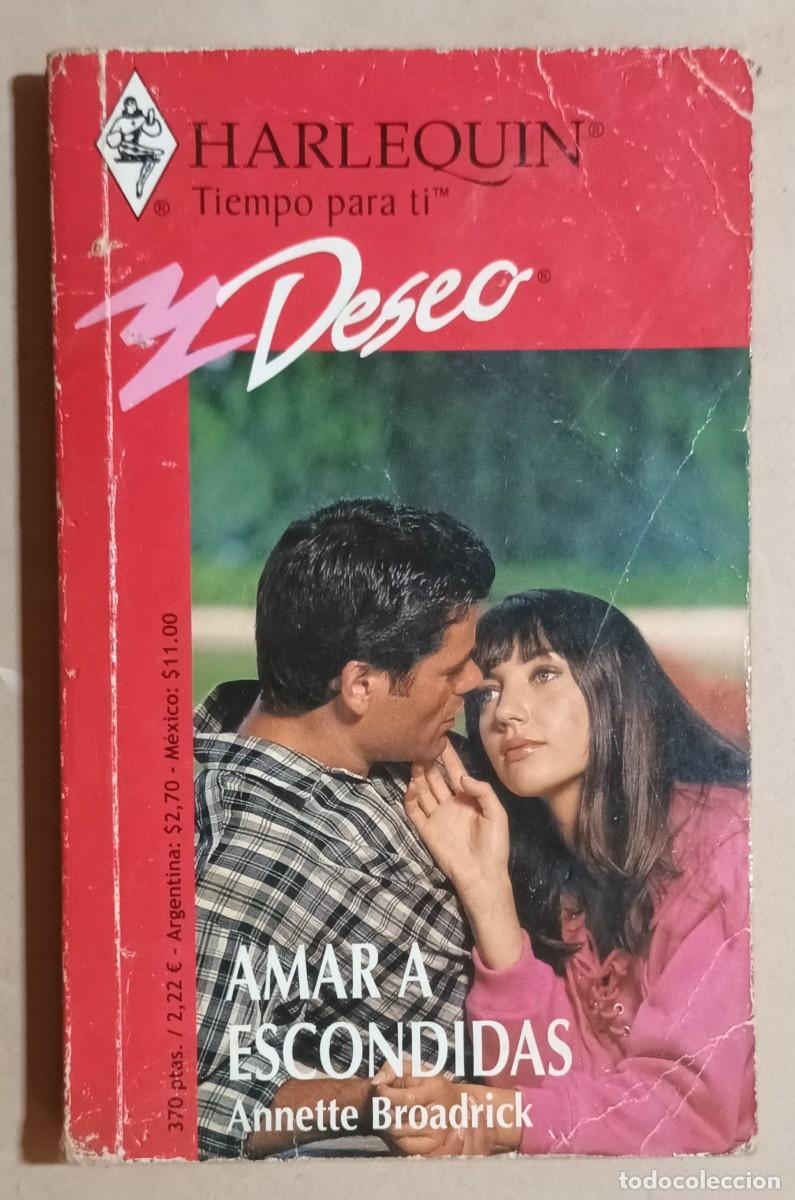 HARLEQUIN®
® Tiempo para ti™
Deseo®
370 ptas. / 2,22 € - Argentina: $2,70 - México: $11.00
AMAR A
ESCONDIDAS
Annette Broadrick
todocoleccion